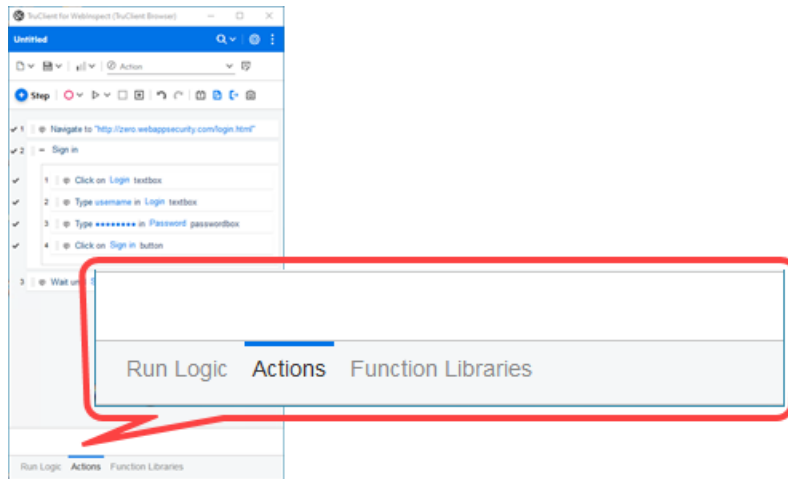 TruClient for WebInspect (TruClient Browser)
Untitled
Action
Step
1 Navigate to "http://zero.webappsecurity.com/login.html"
2 Sign in
1 Click on Login textbox
2 Type username in Login textbox
3 Type •••••••• in Password passwordbox
4 Click on Sign in button
3 Wait
Run Logic Actions Function Libraries
Run Logic Actions Function Libraries